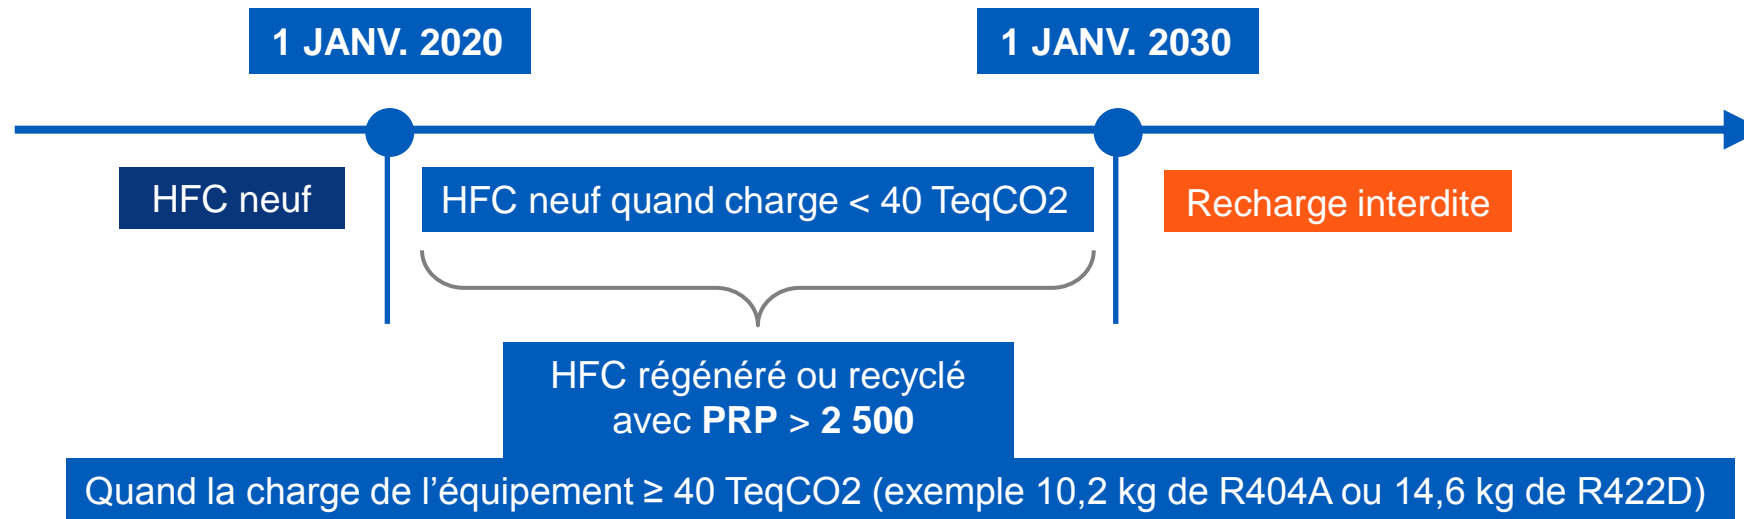 1 JANV. 2020
1 JANV. 2030
HFC neuf
HFC neuf quand charge < 40 TeqCO2
Recharge interdite
HFC régénéré ou recyclé
avec PRP > 2 500
Quand la charge de l’équipement ≥ 40 TeqCO2 (exemple 10,2 kg de R404A ou 14,6 kg de R422D)